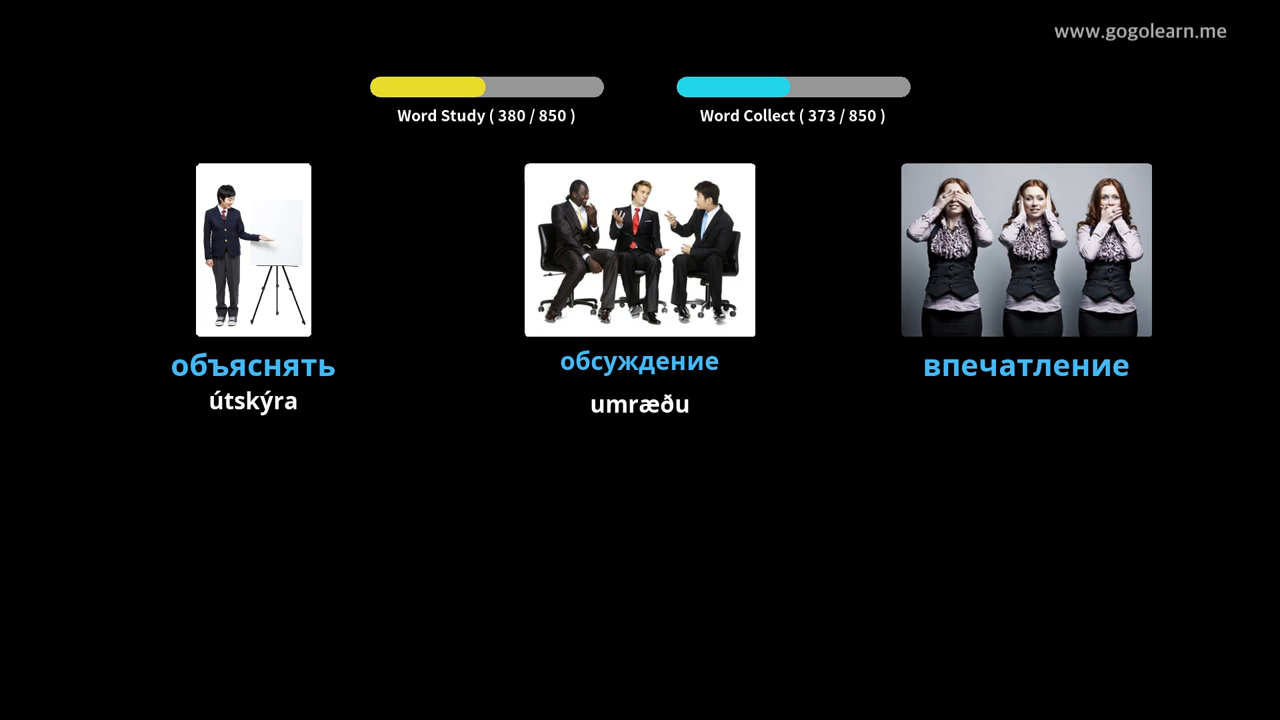 www.gogolearn.me
Word Study ( 380 / 850 )
Word Collect ( 373 / 850 )
объяснять
útskýra
обсуждение
umræðu
впечатление